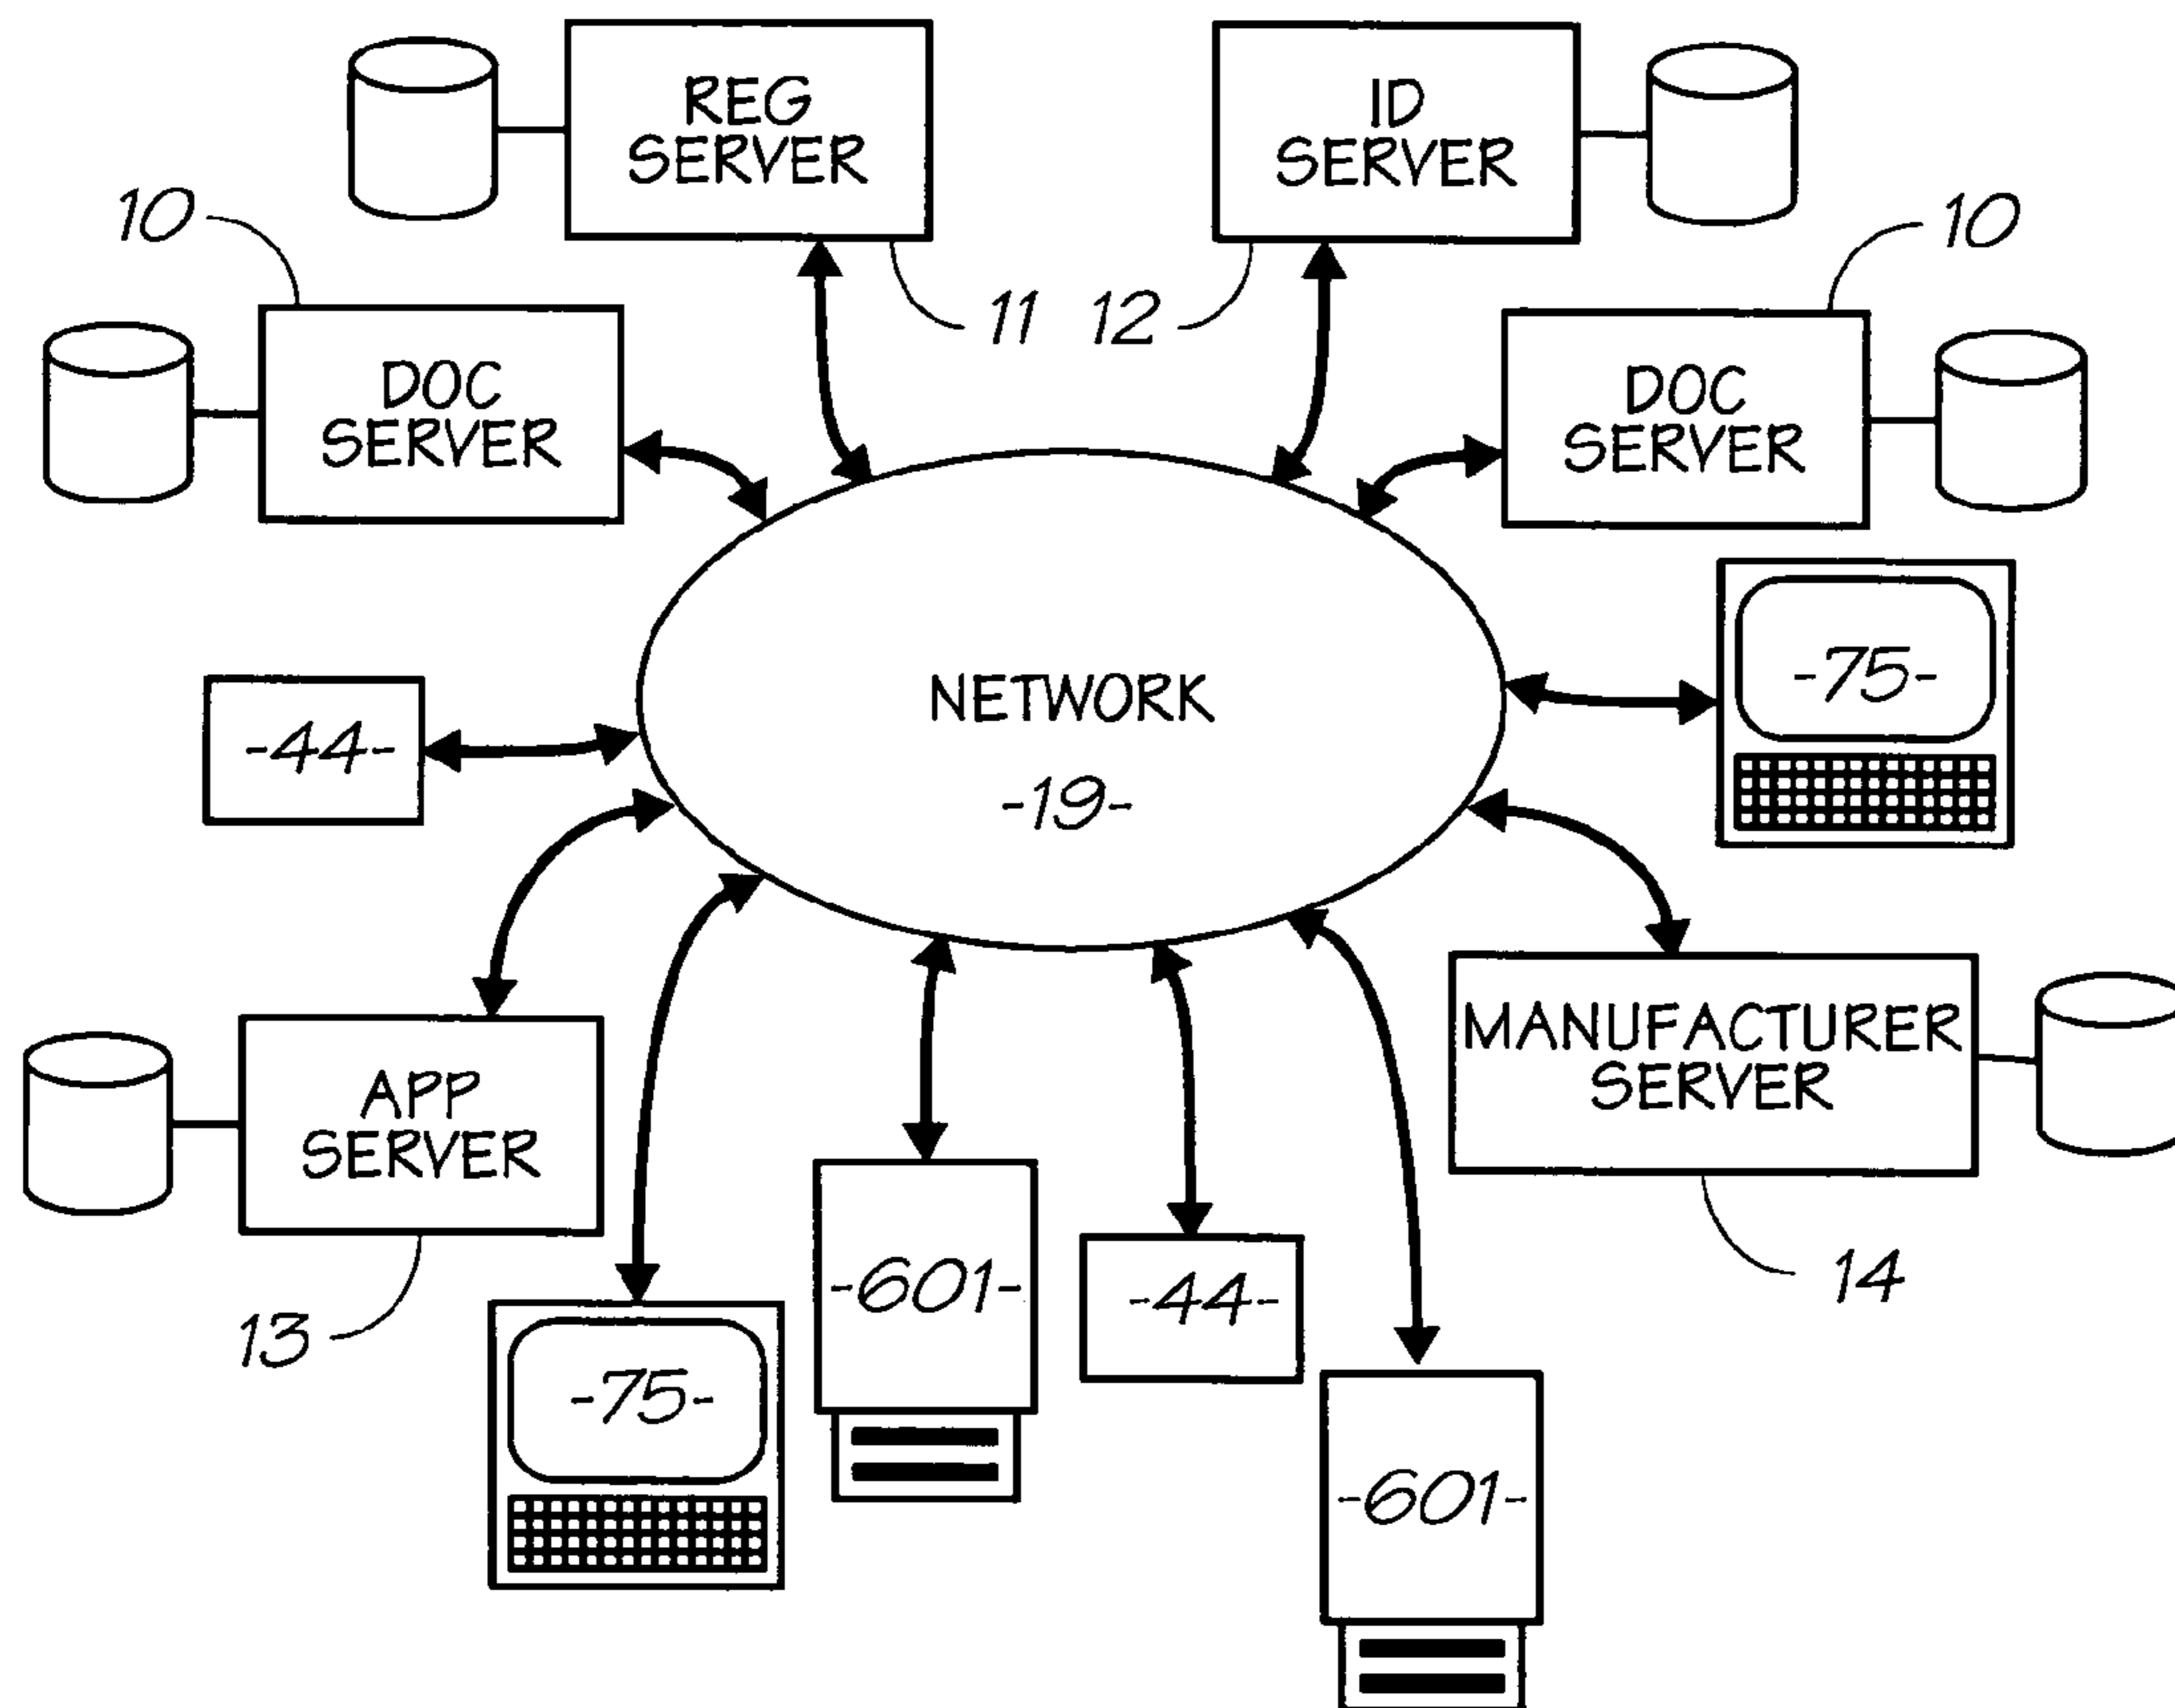 REG
SERVER
ID
SERVER
10
10
11
12
DOC
SERVER
DOC
SERVER
-75-
NETWORK
-19-
-44-
MANUFACTURER
SERVER
APP
SERVER
-601-
-44-
14
13
-75-
-601-